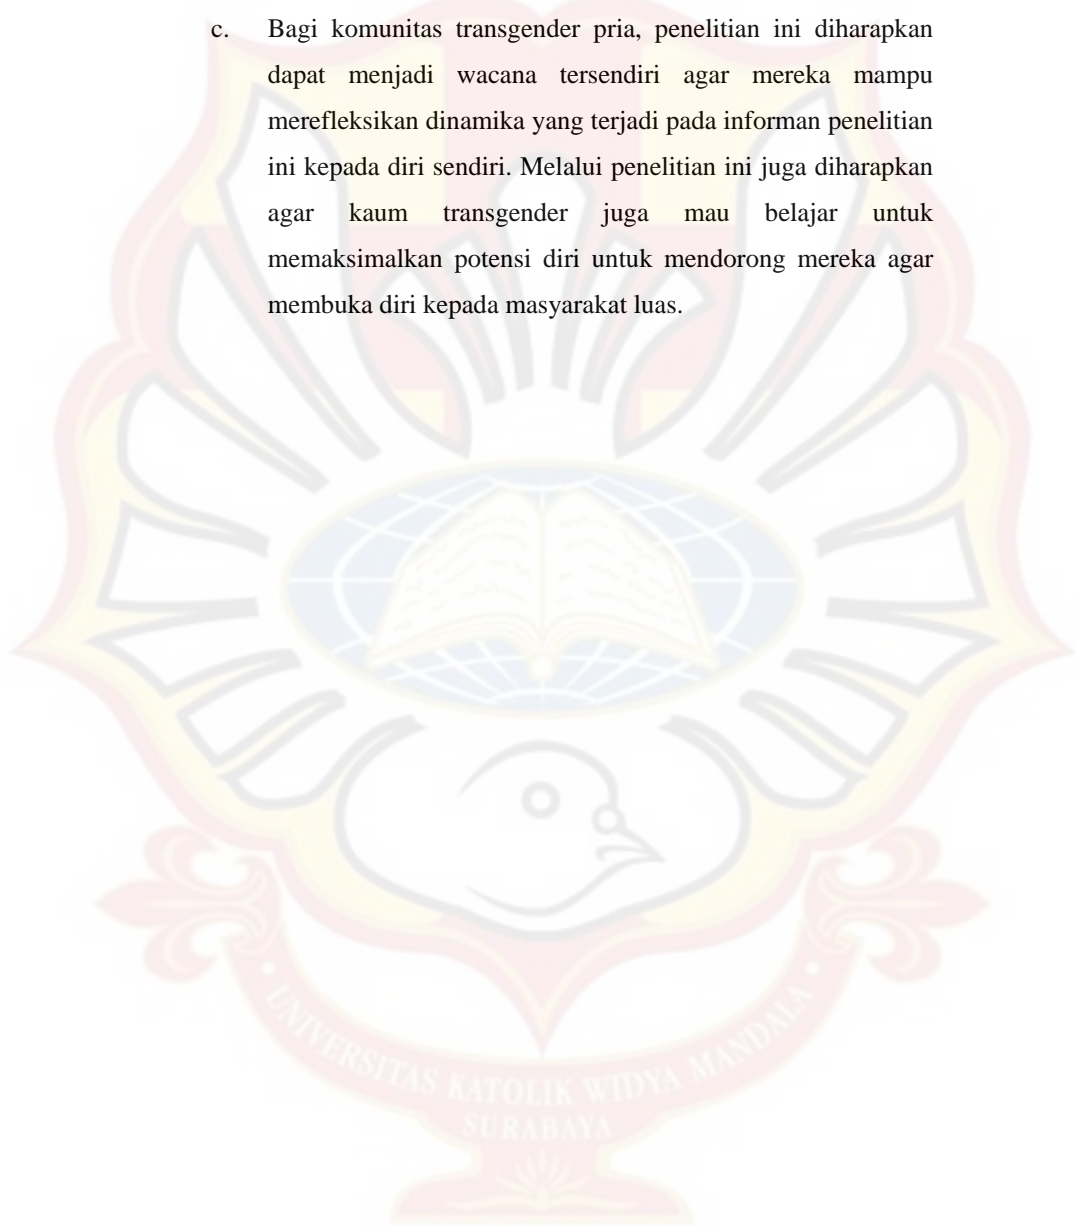 c. Bagi komunitas transgender pria, penelitian ini diharapkan
dapat menjadi wacana tersendiri agar mereka mampu
merefleksikan dinamika yang terjadi pada informan penelitian
ini kepada diri sendiri. Melalui penelitian ini juga diharapkan
agar kaum transgender juga mau belajar untuk
memaksimalkan potensi diri untuk mendorong mereka agar
membuka diri kepada masyarakat luas.
• UNIVERSITAS KATOLIK WIDYA MANDALA •
SURABAYA